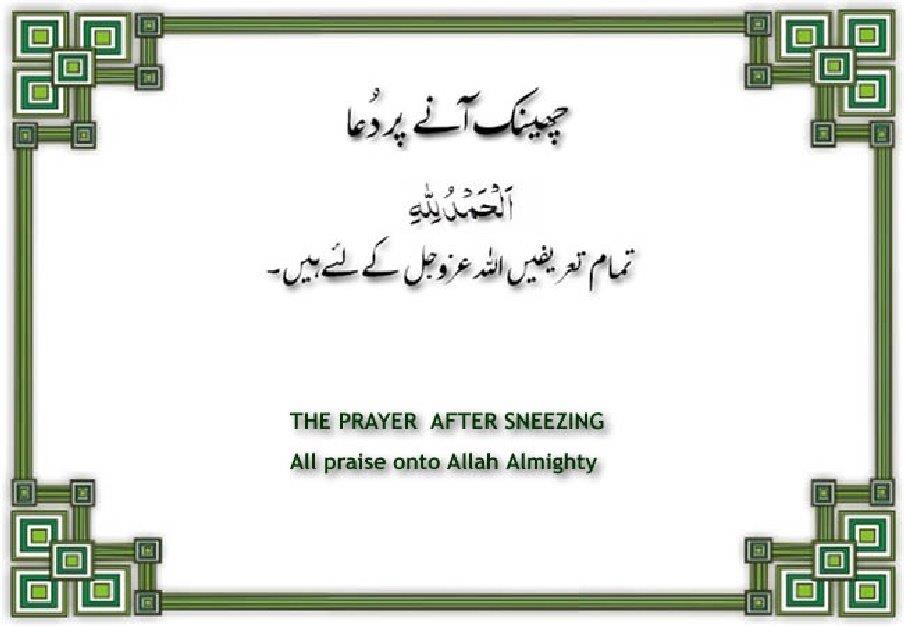 چھینک آنے پر دُعا
اَلْحَمْدُ لِلّٰهِ
تمام تعریفیں اللہ عزوجل کے لئے ہیں۔
THE PRAYER AFTER SNEEZING
All praise onto Allah Almighty